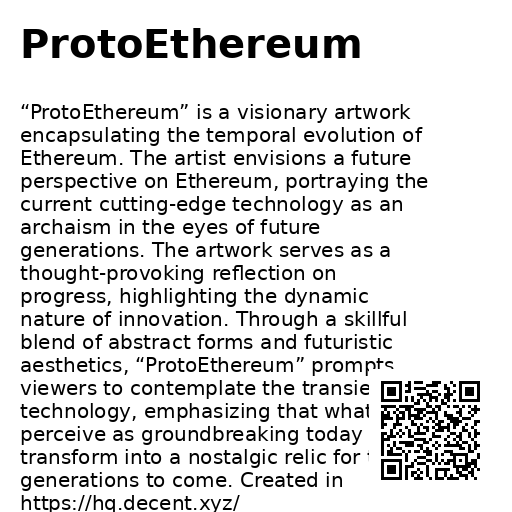 ProtoEthereum
“ProtoEthereum” is a visionary artwork
encapsulating the temporal evolution of
Ethereum. The artist envisions a future
perspective on Ethereum, portraying the
current cutting-edge technology as an
archaism in the eyes of future
generations. The artwork serves as a
thought-provoking reflection on
progress, highlighting the dynamic
nature of innovation. Through a skillful
blend of abstract forms and futuristic
aesthetics, “ProtoEthereum” prompts
viewers to contemplate the
technology, emphasizing that what
perceive as groundbreaking today
transform into a nostalgic relic for
generations to come. Created in
https://hq.decent.xyz/